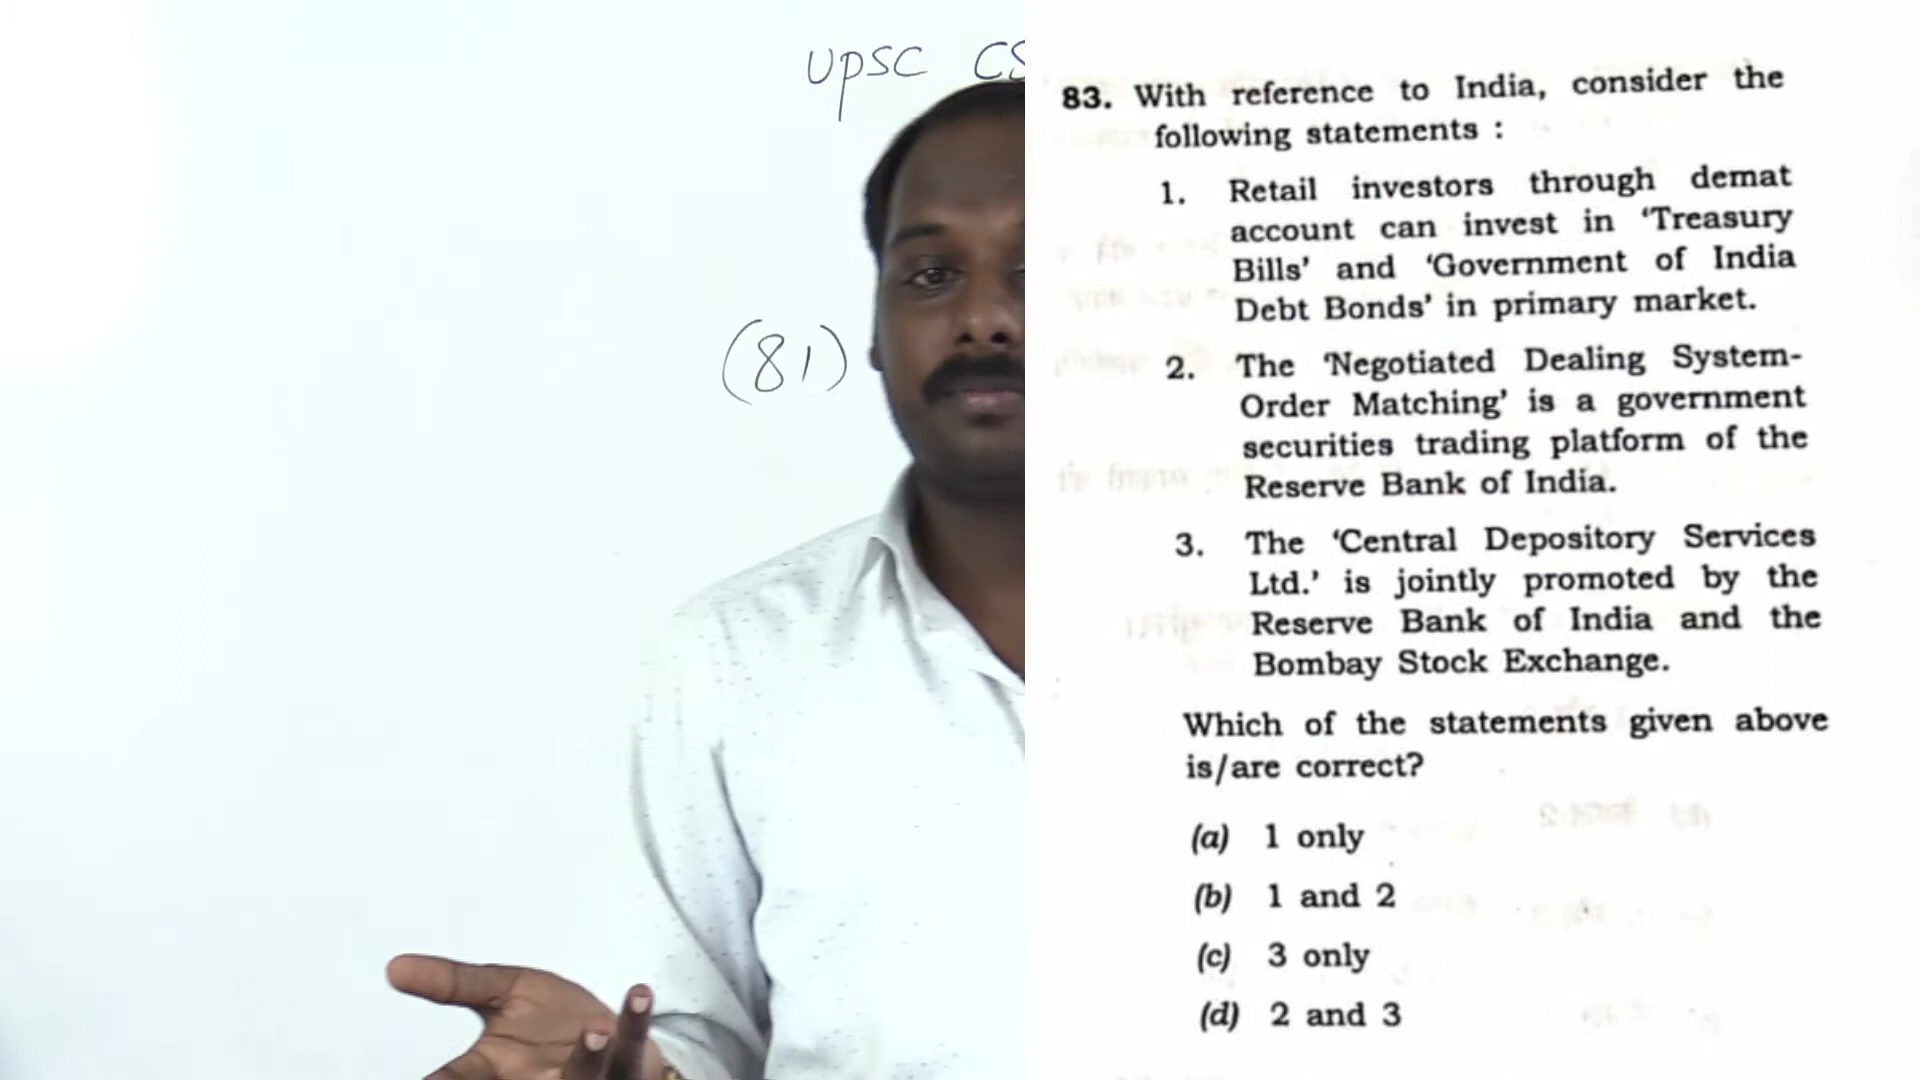 UPSC CS
(81)
83. With reference to India, consider the
following statements :
1. Retail investors through demat
account can invest in ‘Treasury
Bills’ and ‘Government of India
Debt Bonds’ in primary market.
2. The ‘Negotiated Dealing System-
Order Matching’ is a government
securities trading platform of the
Reserve Bank of India.
3. The ‘Central Depository Services
Ltd.’ is jointly promoted by the
Reserve Bank of India and the
Bombay Stock Exchange.
Which of the statements given above
is/are correct?
(a) 1 only
(b) 1 and 2
(c) 3 only
(d) 2 and 3